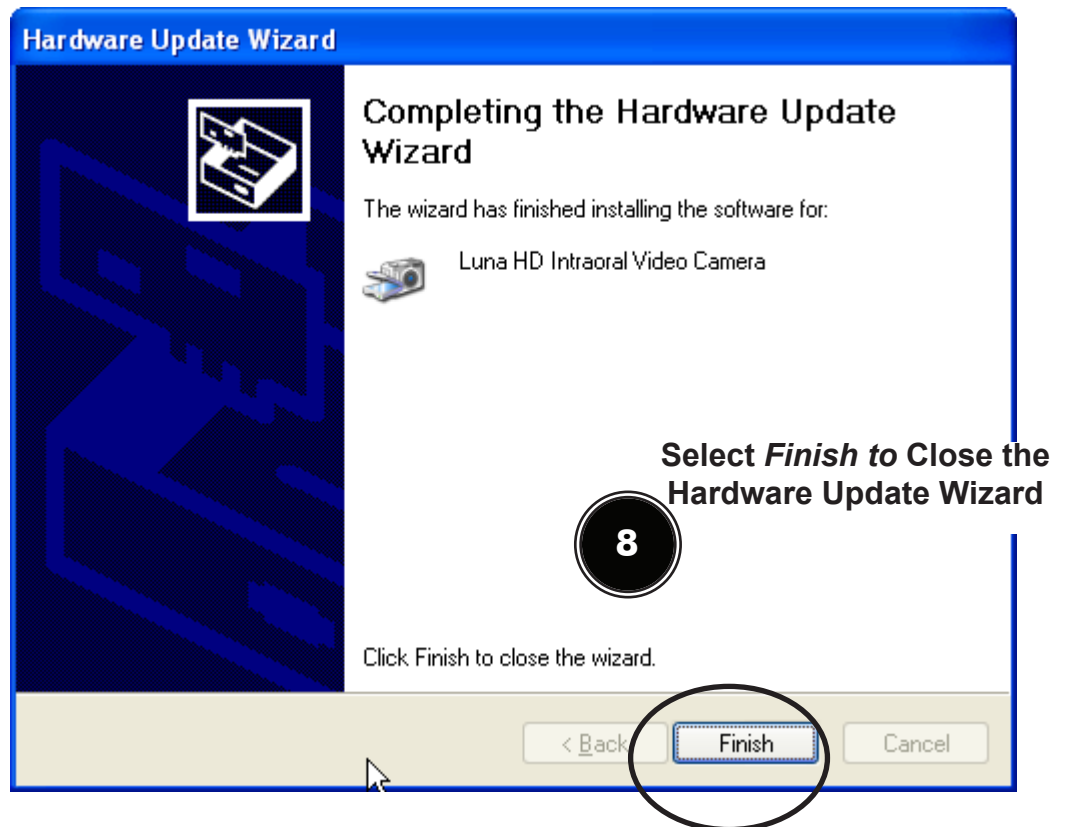 Hardware Update Wizard
Completing the Hardware Update
Wizard
The wizard has finished installing the software for:
Luna HD Intraoral Video Camera
Select Finish to Close the
Hardware Update Wizard
8
Click Finish to close the wizard.
< Back
Finish
Cancel